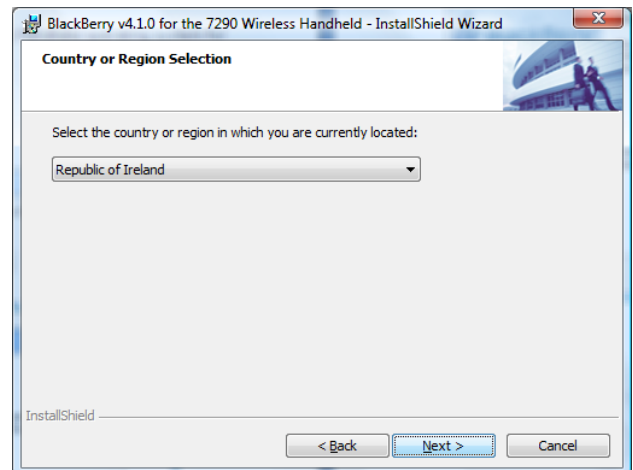 BlackBerry v4.1.0 for the 7290 Wireless Handheld - InstallShield Wizard
Country or Region Selection
Select the country or region in which you are currently located:
Republic of Ireland
InstallShield
< Back
Next >
Cancel